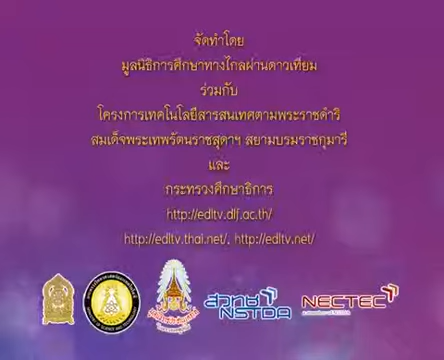 จัดทำโดย
มูลนิธิการศึกษาทางไกลผ่านดาวเทียม
ร่วมกับ
โครงการเทคโนโลยีสารสนเทศตามพระราชดำริ
สมเด็จพระเทพรัตนราชสุดาฯ สยามบรมราชกุมารี
และ
กระทรวงศึกษาธิการ
http://edltv.dlf.ac.th/
http://edltv.thai.net/, http://edltv.net/
สวทช
NSTDA
NECTEC